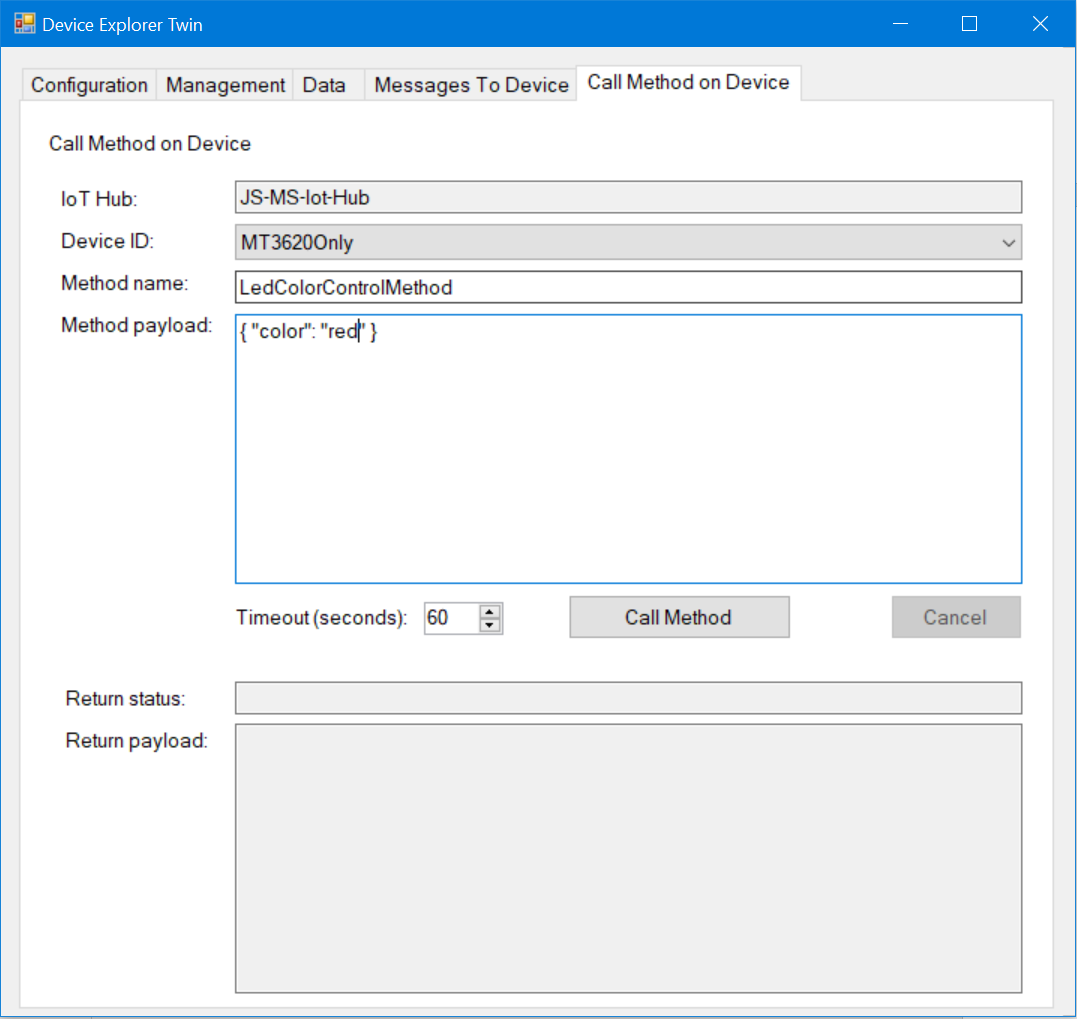 Device Explorer Twin
Configuration Management Data Messages To Device Call Method on Device
Call Method on Device
IoT Hub: JS-MS-Iot-Hub
Device ID: MT3620Only
Method name: LedColorControlMethod
Method payload: { "color": "red" }
Timeout (seconds): 60 Call Method Cancel
Return status:
Return payload: